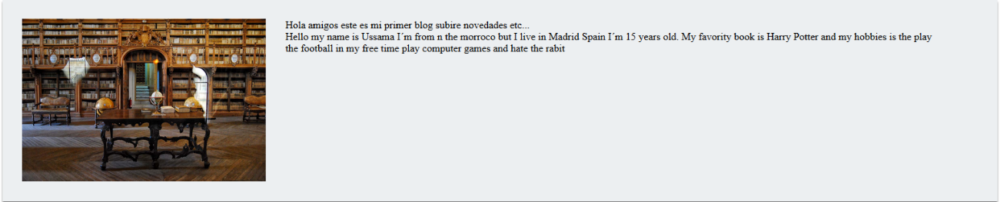 Hola amigos este es mi primer blog subire novedades etc...
Hello my name is Ussama I´m from n the morroco but I live in Madrid Spain I´m 15 years old. My favority book is Harry Potter and my hobbies is the play
the football in my free time play computer games and hate the rabit